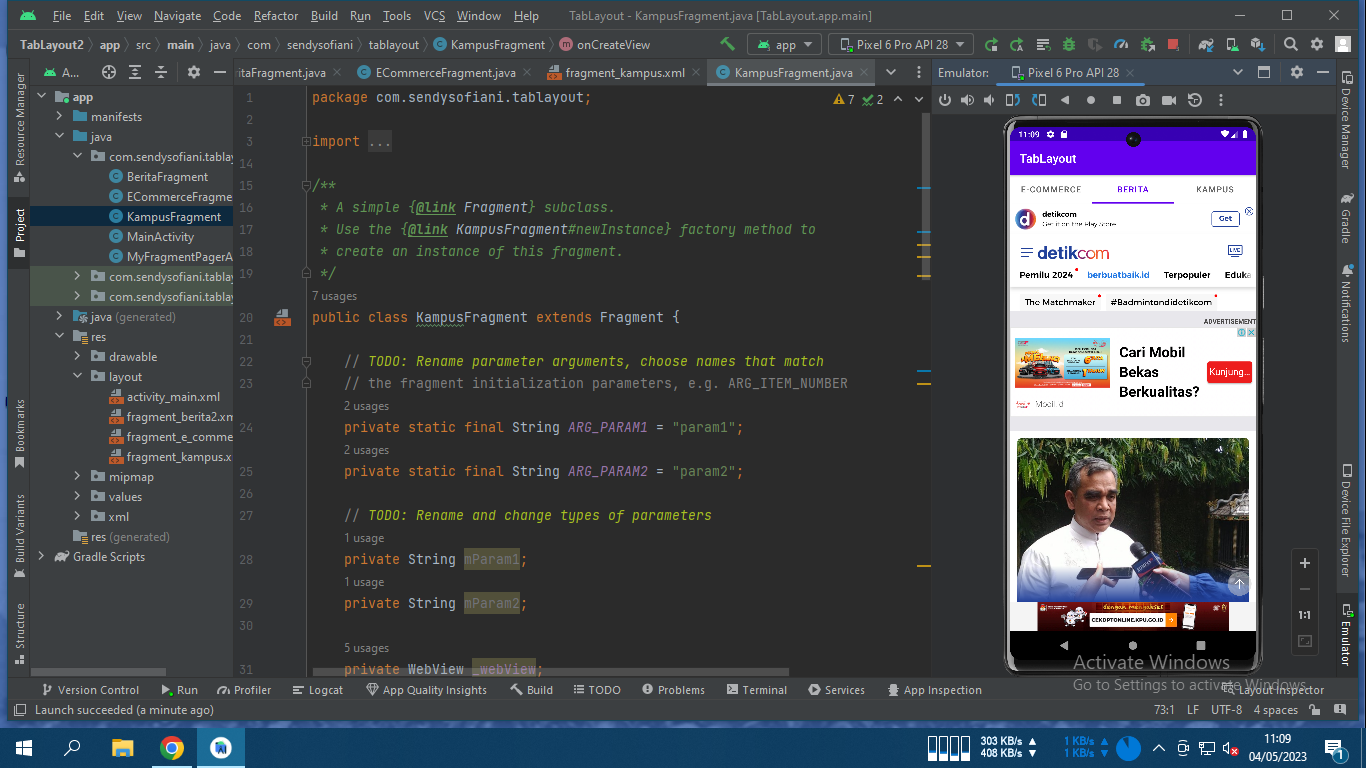 File Edit View Navigate Code Refactor Build Run Tools VCS Window Help TabLayout - KampusFragment.java [TabLayout.app.main]
TabLayout2 app src main java com sendysofiani tablayout KampusFragment onCreateView app Pixel 6 Pro API 28
A... ritaFragment.java ECommerceFragment.java fragment_kampus.xml KampusFragment.java Emulator: Pixel 6 Pro API 28
Resource Manager
Project
Bookmarks
Build Variants
Structure
app
manifests
java
com.sendysofiani.tablay
BeritaFragment
ECommerceFragme
KampusFragment
MainActivity
MyFragmentPagerA
com.sendysofiani.tablay
com.sendysofiani.tablay
java (generated)
res
drawable
layout
activity_main.xml
fragment_berita2.xm
fragment_e_comme
fragment_kampus.x
mipmap
values
xml
res (generated)
Gradle Scripts
7 2
1 package com.sendysofiani.tablayout;
2
3 import ...
14
15 /**
16 * A simple {@link Fragment} subclass.
17 * Use the {@link KampusFragment#newInstance} factory method to
18 * create an instance of this fragment.
19 */
7 usages
20 public class KampusFragment extends Fragment {
21
22 // TODO: Rename parameter arguments, choose names that match
23 // the fragment initialization parameters, e.g. ARG_ITEM_NUMBER
2 usages
24 private static final String ARG_PARAM1 = "param1";
2 usages
25 private static final String ARG_PARAM2 = "param2";
26
27 // TODO: Rename and change types of parameters
1 usage
28 private String mParam1;
1 usage
29 private String mParam2;
30
5 usages
31 private WebView _webView;
11:09
TabLayout
E-COMMERCE BERITA KAMPUS
detikcom
Get it on the Play Store
Get
detikcom LIVE
Pemilu 2024 berbuatbaik.id Terpopuler Eduka
The Matchmaker #Badmintondidetikcom
ADVERTISEMENT
Cari Mobil
Bekas
Berkualitas?
Kunjung...
Mobil.id
dengan mengakses
CEKDPTONLINE.KPU.GO.ID
1:1
Device Manager
Gradle
Notifications
Device File Explorer
Emulator
Activate Windows
Go to Settings to activate Windows.
Version Control Run Profiler Logcat App Quality Insights Build TODO Problems Terminal Services App Inspection Layout Inspector
Launch succeeded (a minute ago) 73:1 LF UTF-8 4 spaces
303 KB/s
408 KB/s
1 KB/s
1 KB/s
11:09
04/05/2023
1